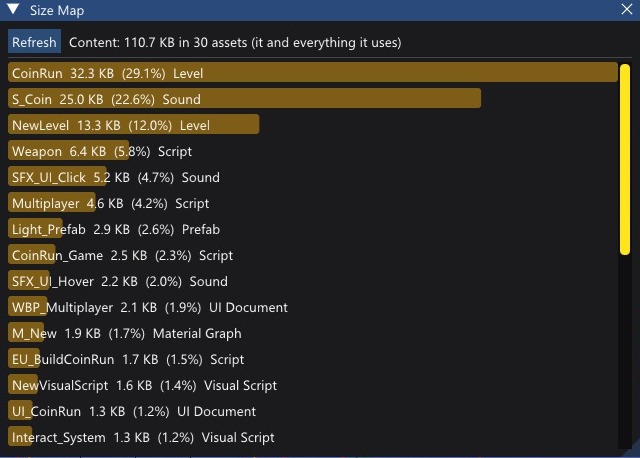 Size Map
Refresh Content: 110.7 KB in 30 assets (it and everything it uses)
CoinRun 32.3 KB (29.1%) Level
S_Coin 25.0 KB (22.6%) Sound
NewLevel 13.3 KB (12.0%) Level
Weapon 6.4 KB (5.8% Script
SFX_UI_Click 5.2 KB (4.7%) Sound
Multiplayer 4.6 KB (4.2%) Script
Light_Prefab 2.9 KB (2.6%) Prefab
CoinRun_Game 2.5 KB (2.3%) Script
SFX_UI_Hover 2.2 KB (2.0%) Sound
WBP_Multiplayer 2.1 KB (1.9%) UI Document
M_New 1.9 KB (1.7%) Material Graph
EU_BuildCoinRun 1.7 KB (1.5%) Script
NewVisualScript 1.6 KB (1.4%) Visual Script
UI_CoinRun 1.3 KB (1.2%) UI Document
Interact_System 1.3 KB (1.2%) Visual Script